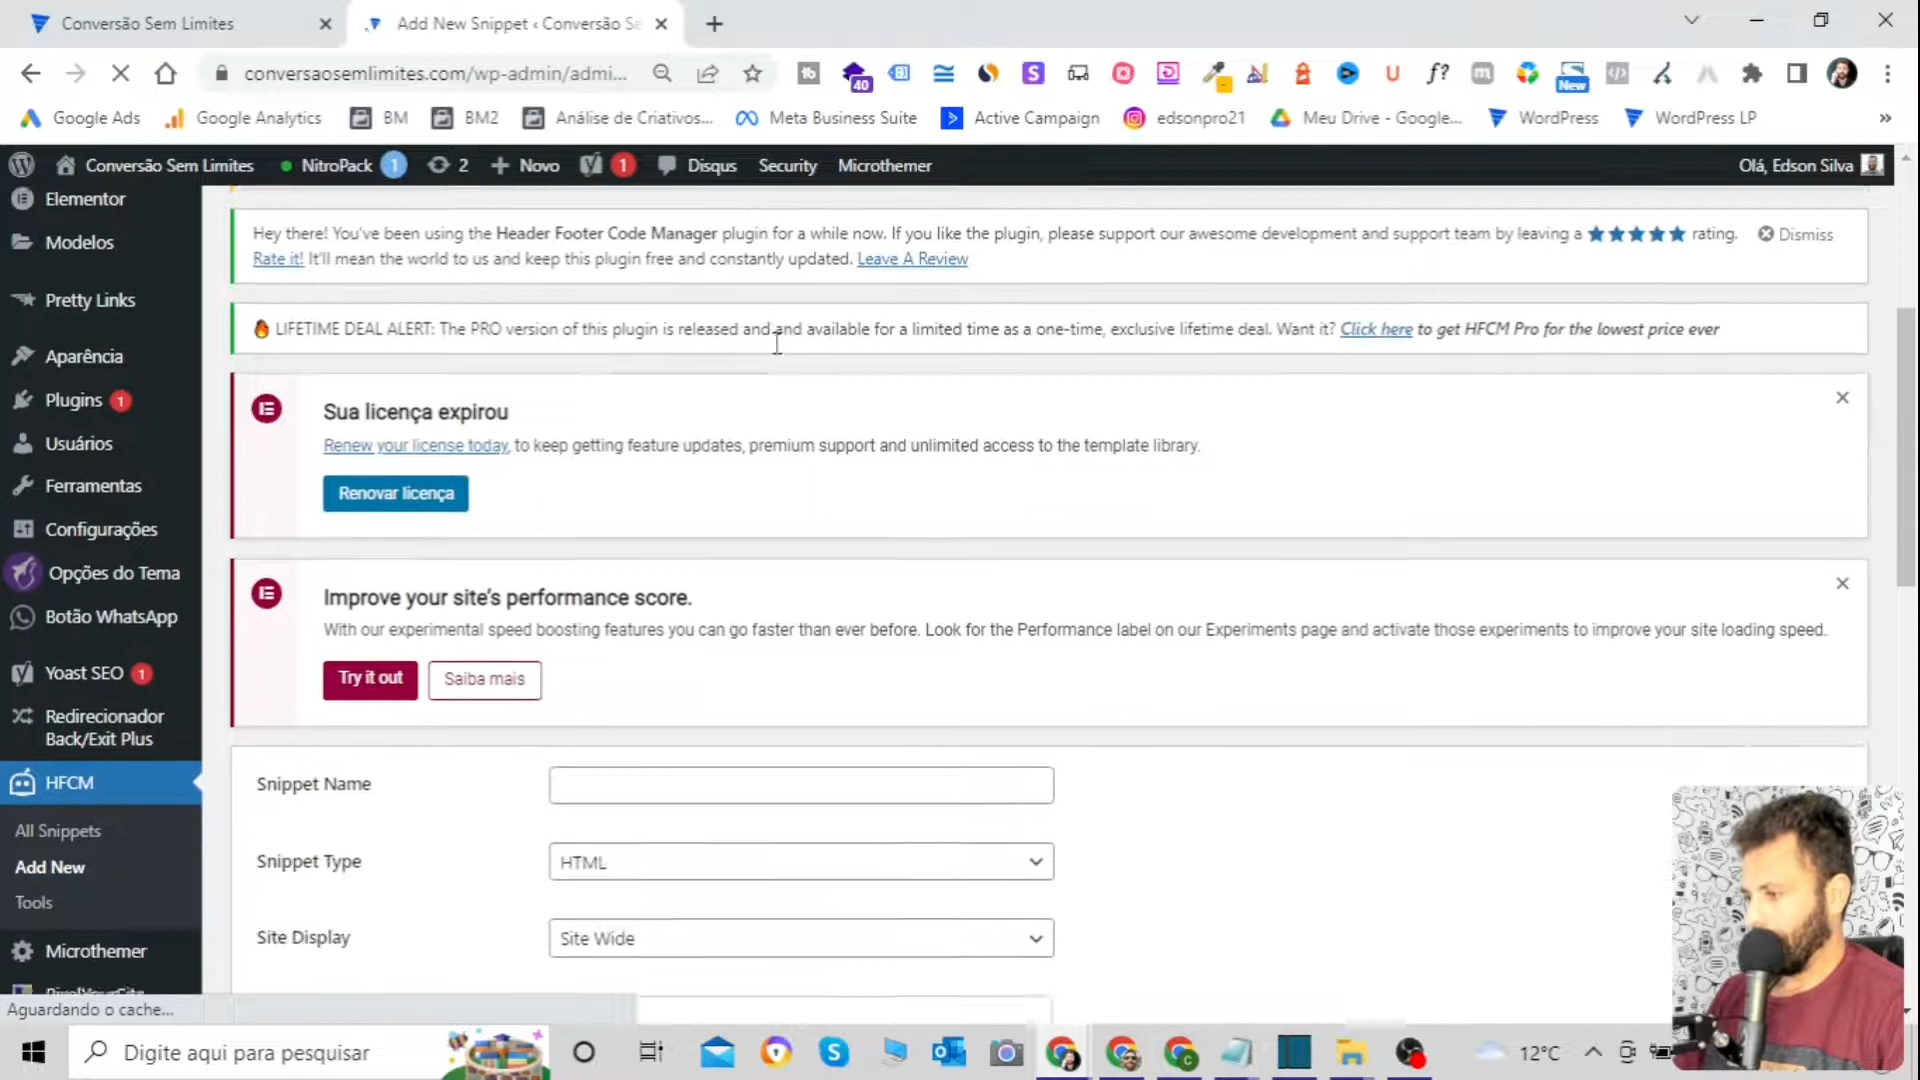 Conversão Sem Limites
Add New Snippet ‹ Conversão Se
conversaosemlimites.com/wp-admin/admi...
40
New
Google Ads
Google Analytics
BM
BM2
Análise de Criativos...
Meta Business Suite
Active Campaign
edsonpro21
Meu Drive - Google...
WordPress
WordPress LP
»
Conversão Sem Limites
NitroPack 1
2
Novo
1
Disqus
Security
Microthemer
Olá, Edson Silva
Elementor
Modelos
Pretty Links
Aparência
Plugins 1
Usuários
Ferramentas
Configurações
Opções do Tema
Botão WhatsApp
Yoast SEO 1
Redirecionador
Back/Exit Plus
HFCM
All Snippets
Add New
Tools
Microthemer
PixelYourSite
Hey there! You've been using the Header Footer Code Manager plugin for a while now. If you like the plugin, please support our awesome development and support team by leaving a ★★★★★ rating.
Dismiss
Rate it! It'll mean the world to us and keep this plugin free and constantly updated. Leave A Review
🔥 LIFETIME DEAL ALERT: The PRO version of this plugin is released and and available for a limited time as a one-time, exclusive lifetime deal. Want it? Click here to get HFCM Pro for the lowest price ever
Sua licença expirou
Renew your license today, to keep getting feature updates, premium support and unlimited access to the template library.
Renovar licença
Improve your site's performance score.
With our experimental speed boosting features you can go faster than ever before. Look for the Performance label on our Experiments page and activate those experiments to improve your site loading speed.
Try it out
Saiba mais
Snippet Name
Snippet Type
HTML
Site Display
Site Wide
Aguardando o cache...
Digite aqui para pesquisar
12°C